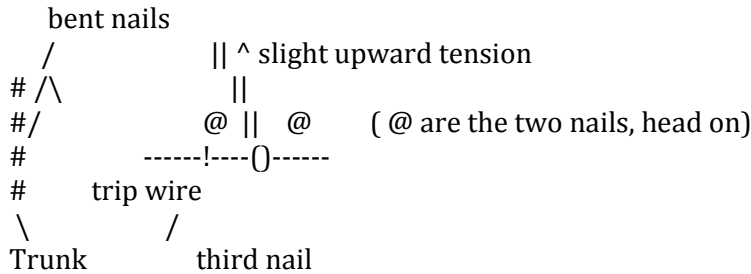 bent nails
/ || ^ slight upward tension
# /\ ||
#/ @ || @ ( @ are the two nails, head on)
# ------!----()------
# trip wire
\ /
Trunk third nail